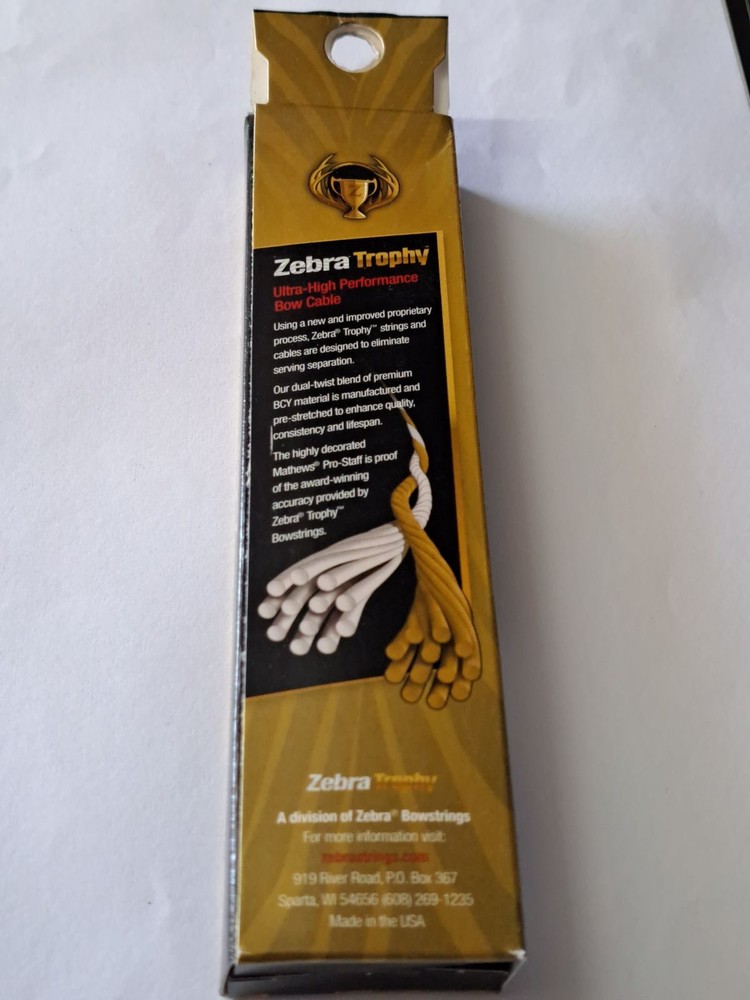 Z
Zebra Trophy
Ultra-High Performance
Bow Cable
Using a new and improved proprietary
process, Zebra® Trophy™ strings and
cables are designed to eliminate
serving separation.
Our dual-twist blend of premium
BCY material is manufactured and
pre-stretched to enhance quality,
consistency and lifespan.
The highly decorated
Mathews® Pro-Staff is proof
of the award-winning
accuracy provided by
Zebra® Trophy™
Bowstrings.
Zebra Trophy
A division of Zebra® Bowstrings
For more information visit:
zebrastrings.com
919 River Road, P.O. Box 367
Sparta, WI 54656 (608) 269-1235
Made in the USA